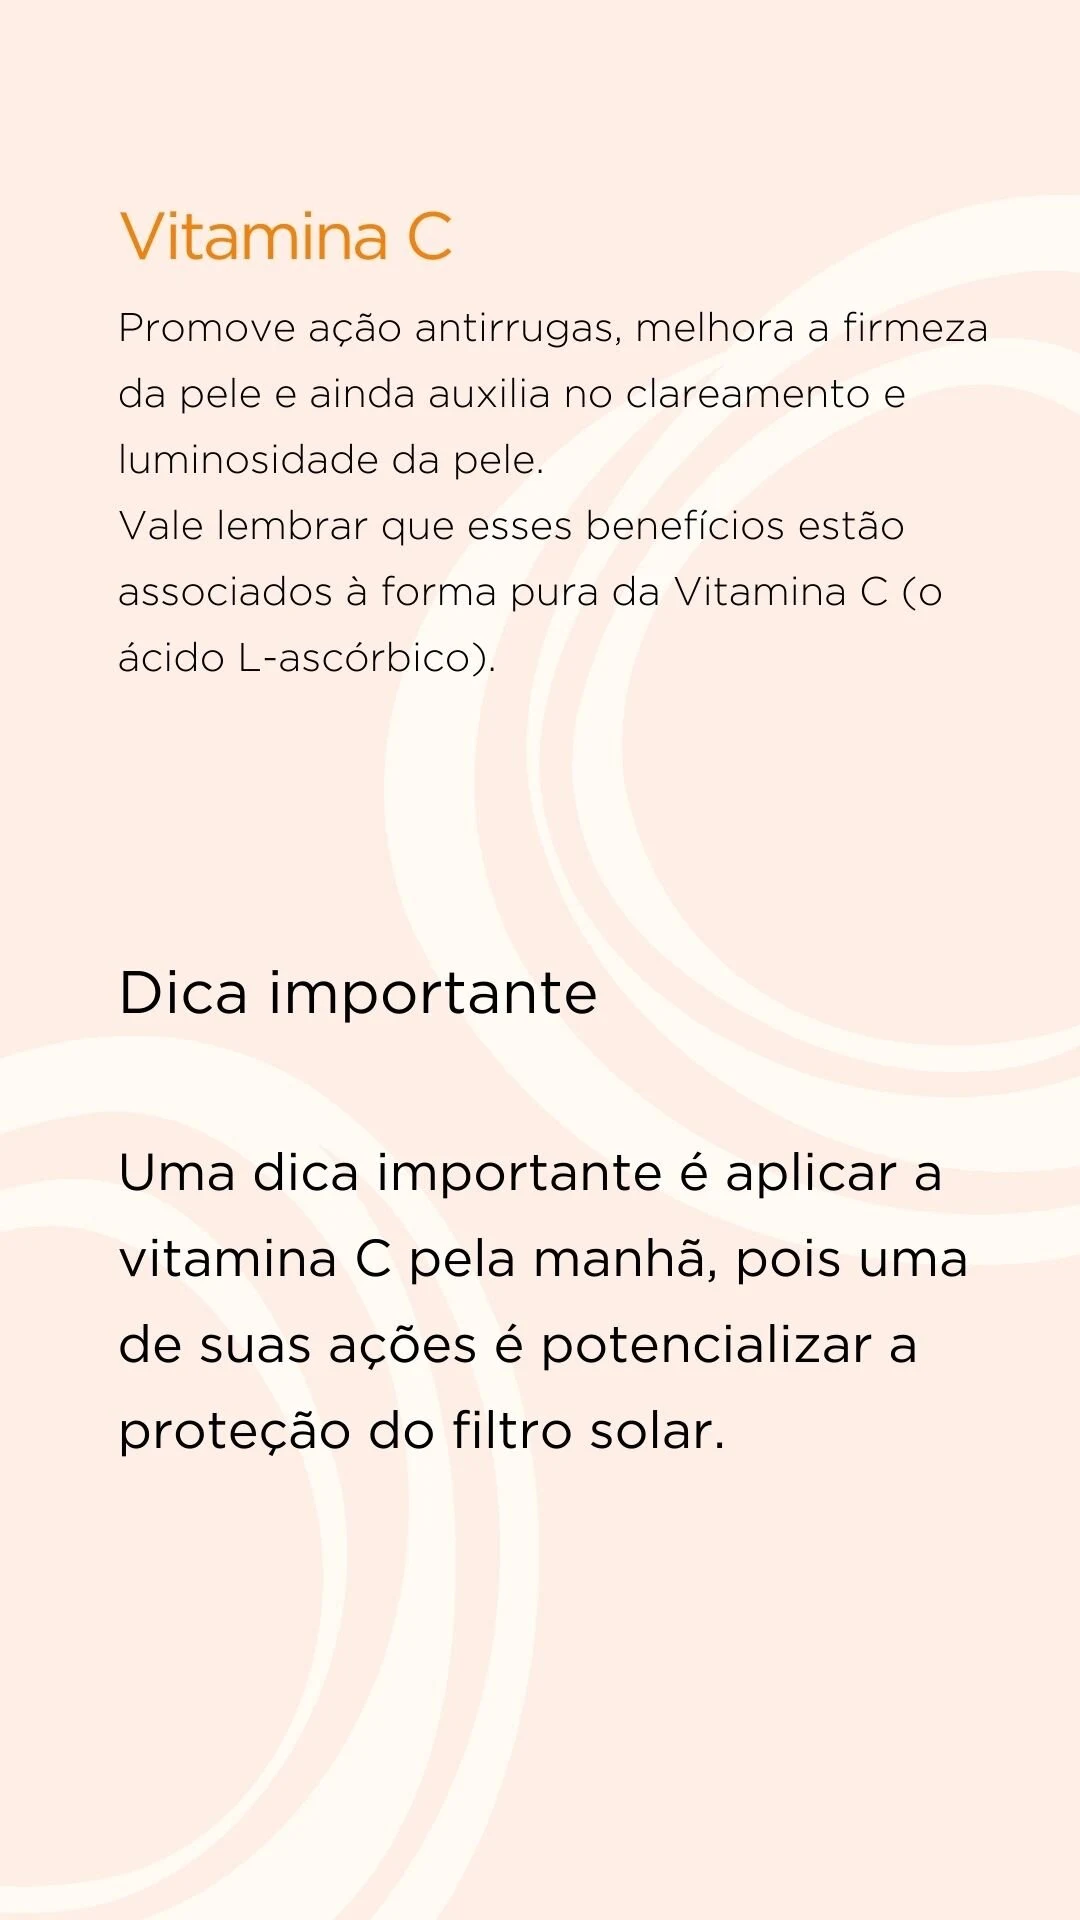 Vitamina C
Promove ação antirrugas, melhora a firmeza
da pele e ainda auxilia no clareamento e
luminosidade da pele.
Vale lembrar que esses benefícios estão
associados à forma pura da Vitamina C (o
ácido L-ascórbico).
Dica importante
Uma dica importante é aplicar a
vitamina C pela manhã, pois uma
de suas ações é potencializar a
proteção do filtro solar.